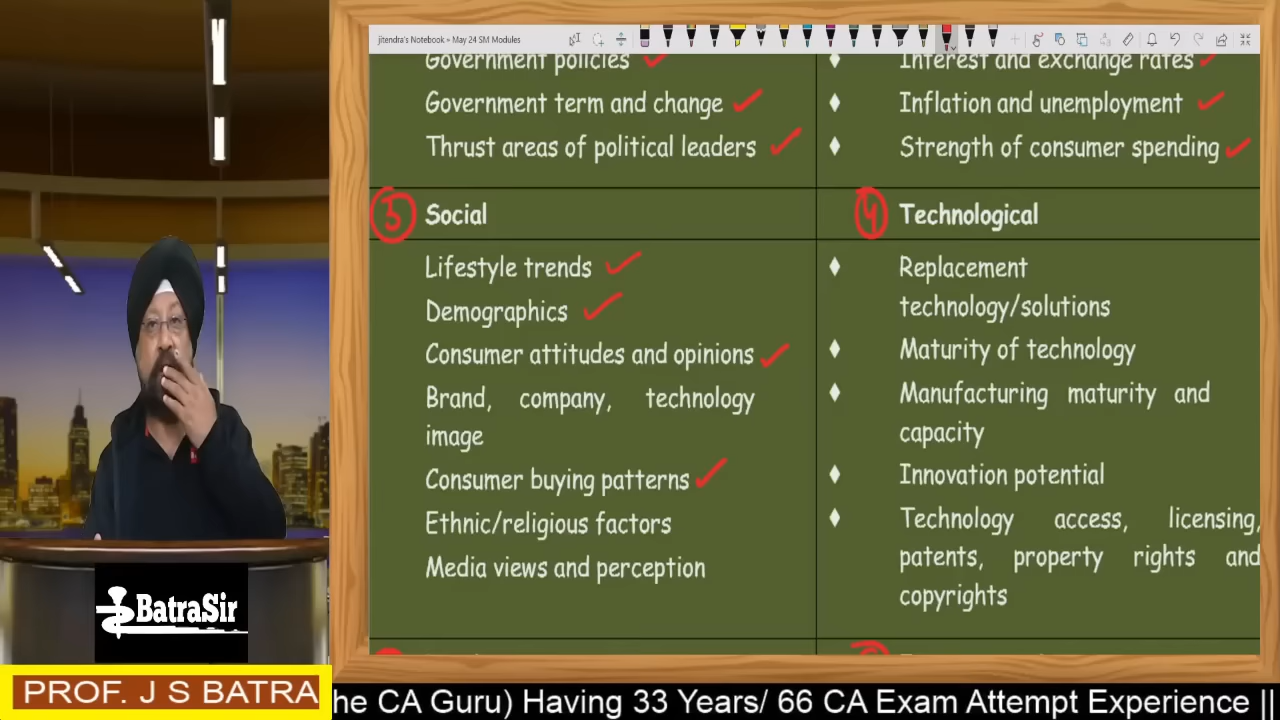 jitendra's Notebook » May 24 SM Modules
Government policies
Government term and change
Thrust areas of political leaders
Interest and exchange rates
Inflation and unemployment
Strength of consumer spending
3 Social
4 Technological
Lifestyle trends
Demographics
Consumer attitudes and opinions
Brand, company, technology
image
Consumer buying patterns
Ethnic/religious factors
Media views and perception
Replacement
technology/solutions
Maturity of technology
Manufacturing maturity and
capacity
Innovation potential
Technology access, licensing,
patents, property rights and
copyrights
BatraSir
PROF. J S BATRA
he CA Guru) Having 33 Years/ 66 CA Exam Attempt Experience ||